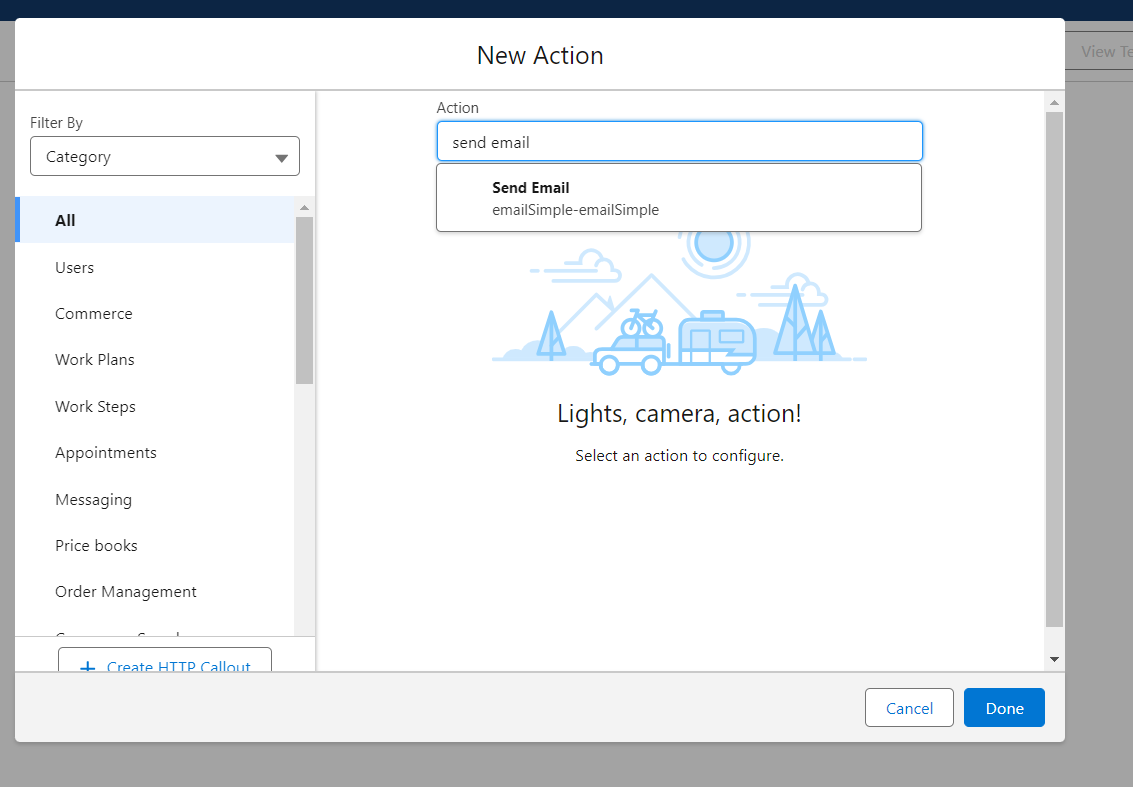 New Action
View Te
Filter By
Category
All
Users
Commerce
Work Plans
Work Steps
Appointments
Messaging
Price books
Order Management
Create HTTP Callout
Action
send email
Send Email
emailSimple-emailSimple
Lights, camera, action!
Select an action to configure.
Cancel
Done